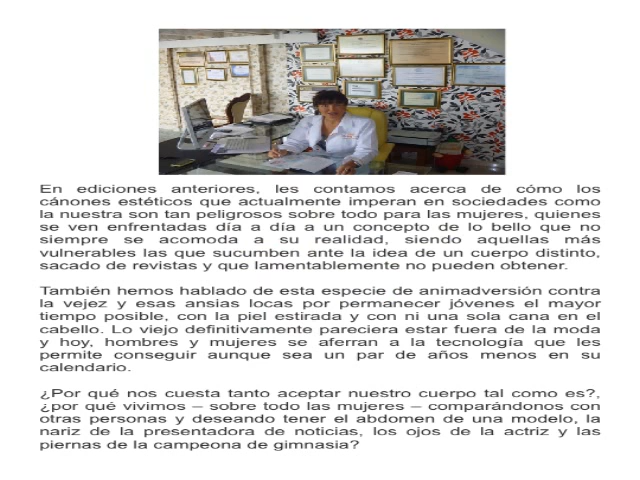 En ediciones anteriores, les contamos acerca de cómo los
cánones estéticos que actualmente imperan en sociedades como
la nuestra son tan peligrosos sobre todo para las mujeres, quienes
se ven enfrentadas día a día a un concepto de lo bello que no
siempre se acomoda a su realidad, siendo aquellas más
vulnerables las que sucumben ante la idea de un cuerpo distinto,
sacado de revistas y que lamentablemente no pueden obtener.
También hemos hablado de esta especie de animadversión contra
la vejez y esas ansias locas por permanecer jóvenes el mayor
tiempo posible, con la piel estirada y con ni una sola cana en el
cabello. Lo viejo definitivamente pareciera estar fuera de la moda
y hoy, hombres y mujeres se aferran a la tecnología que les
permite conseguir aunque sea un par de años menos en su
calendario.
¿Por qué nos cuesta tanto aceptar nuestro cuerpo tal como es?,
¿por qué vivimos – sobre todo las mujeres – comparándonos con
otras personas y deseando tener el abdomen de una modelo, la
nariz de la presentadora de noticias, los ojos de la actriz y las
piernas de la campeona de gimnasia?